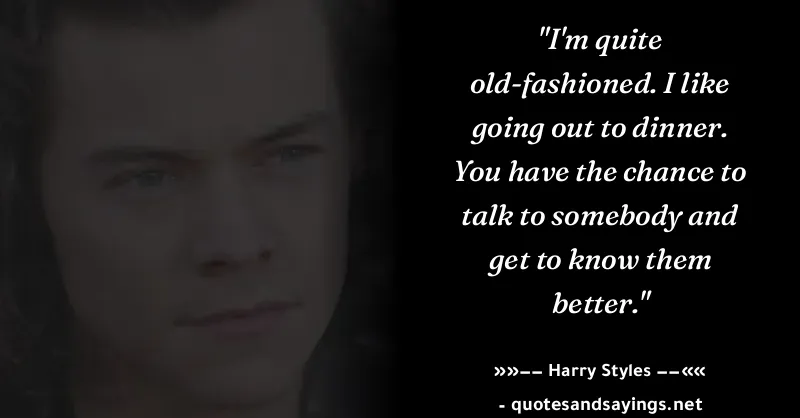 "I'm quite
old-fashioned. I like
going out to dinner.
You have the chance to
talk to somebody and
get to know them
better."
»»−− Harry Styles −−««
- quotesandsayings.net